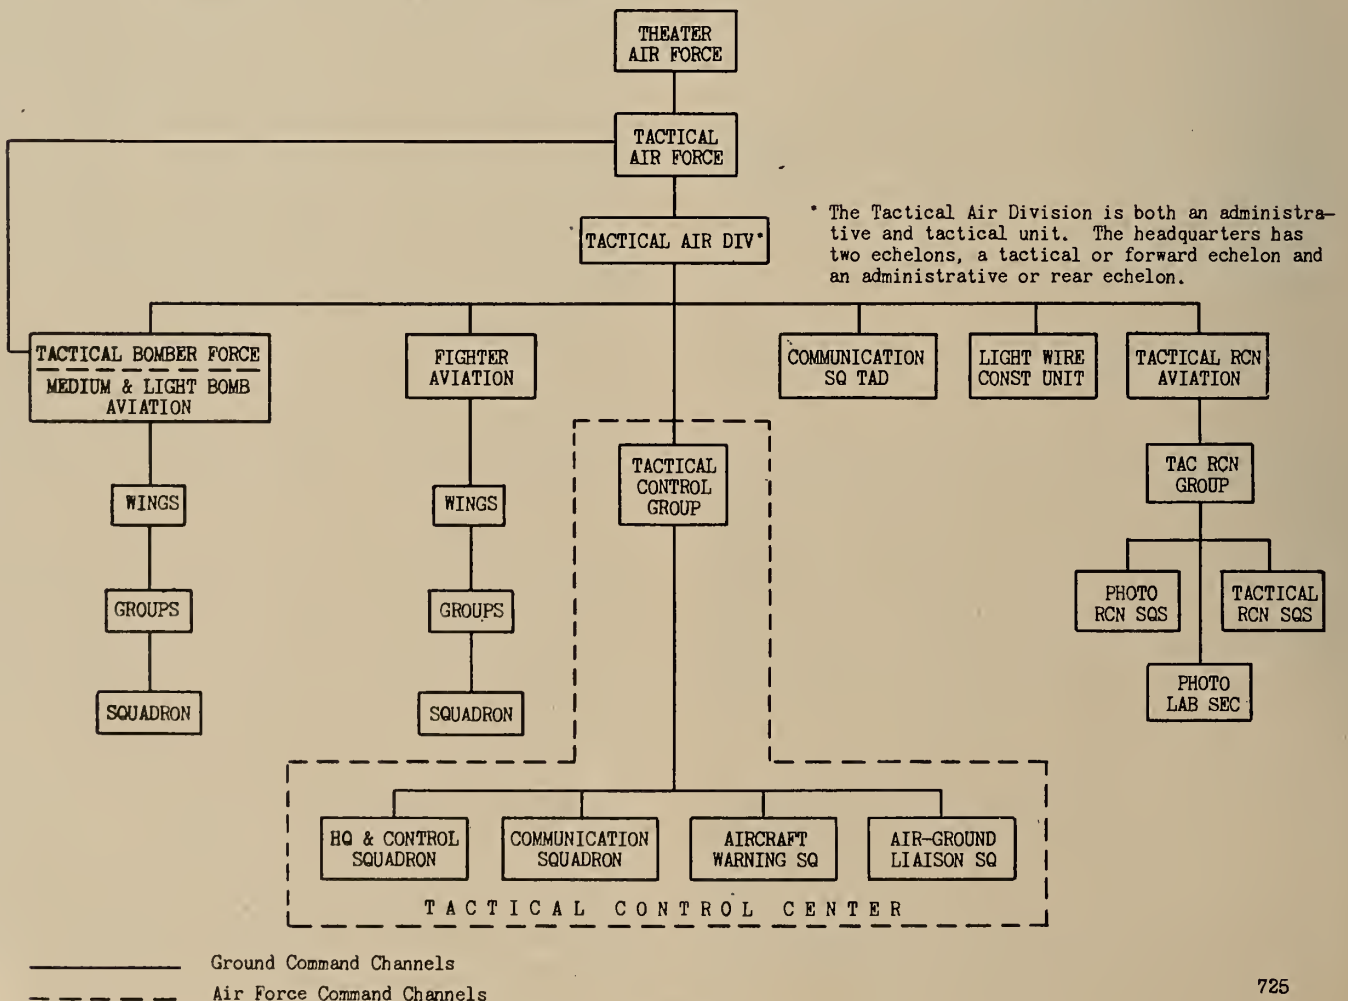 THEATER
AIR FORCE
TACTICAL
AIR FORCE
TACTICAL AIR DIV*
* The Tactical Air Division is both an administra-
tive and tactical unit. The headquarters has
two echelons, a tactical or forward echelon and
an administrative or rear echelon.
TACTICAL BOMBER FORCE
MEDIUM & LIGHT BOMB
AVIATION
FIGHTER
AVIATION
COMMUNICATION
SQ TAD
LIGHT WIRE
CONST UNIT
TACTICAL RCN
AVIATION
TACTICAL
CONTROL
GROUP
TAC RCN
GROUP
WINGS
WINGS
PHOTO
RCN SQS
TACTICAL
RCN SQS
GROUPS
GROUPS
PHOTO
LAB SEC
SQUADRON
SQUADRON
HQ & CONTROL
SQUADRON
COMMUNICATION
SQUADRON
AIRCRAFT
WARNING SQ
AIR-GROUND
LIAISON SQ
TACTICAL CONTROL CENTER
Ground Command Channels
Air Force Command Channels
725